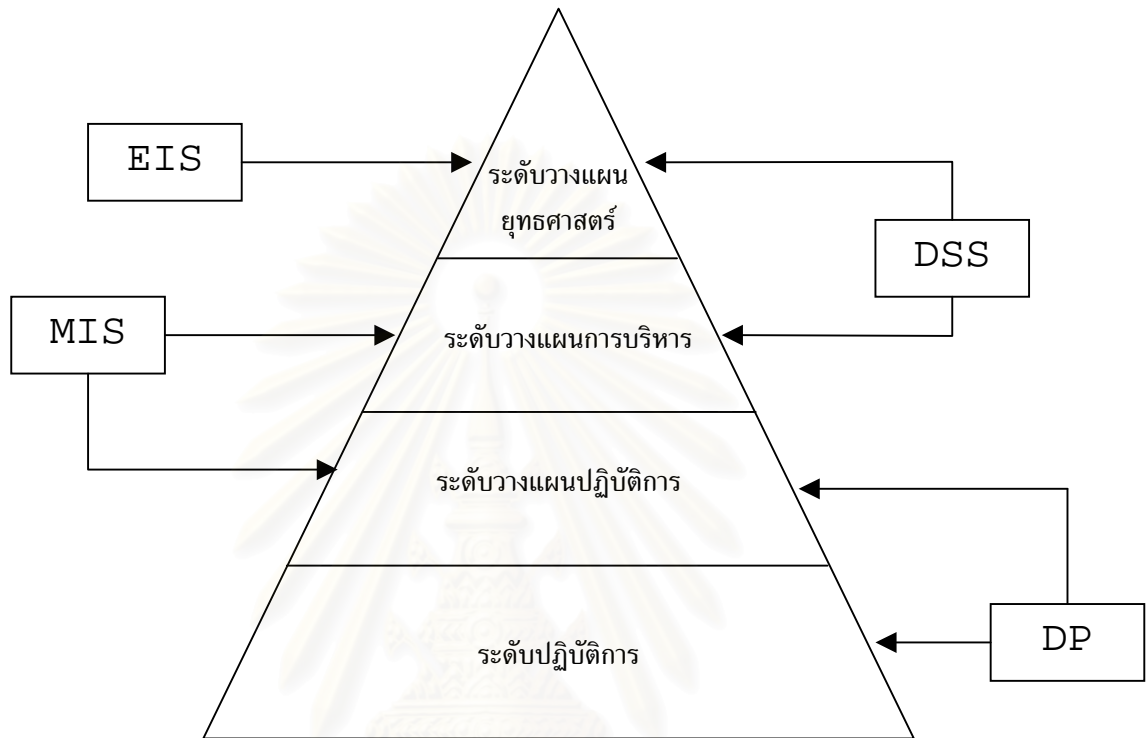 EIS
ระดับวางแผน
ยุทธศาสตร์
DSS
MIS
ระดับวางแผนการบริหาร
ระดับวางแผนปฏิบัติการ
ระดับปฏิบัติการ
DP